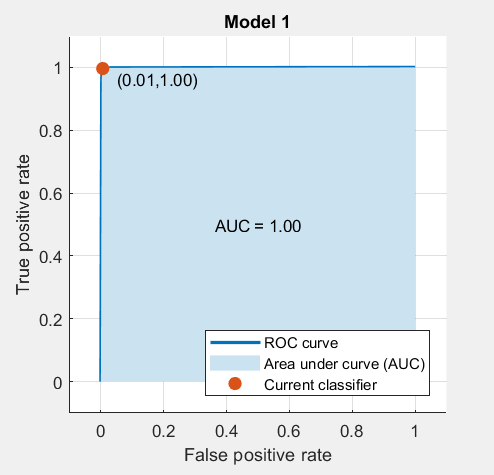 Model 1
1
(0.01,1.00)
0.8
0.6
AUC = 1.00
0.4
0.2
0
True positive rate
ROC curve
Area under curve (AUC)
Current classifier
0 0.2 0.4 0.6 0.8 1
False positive rate